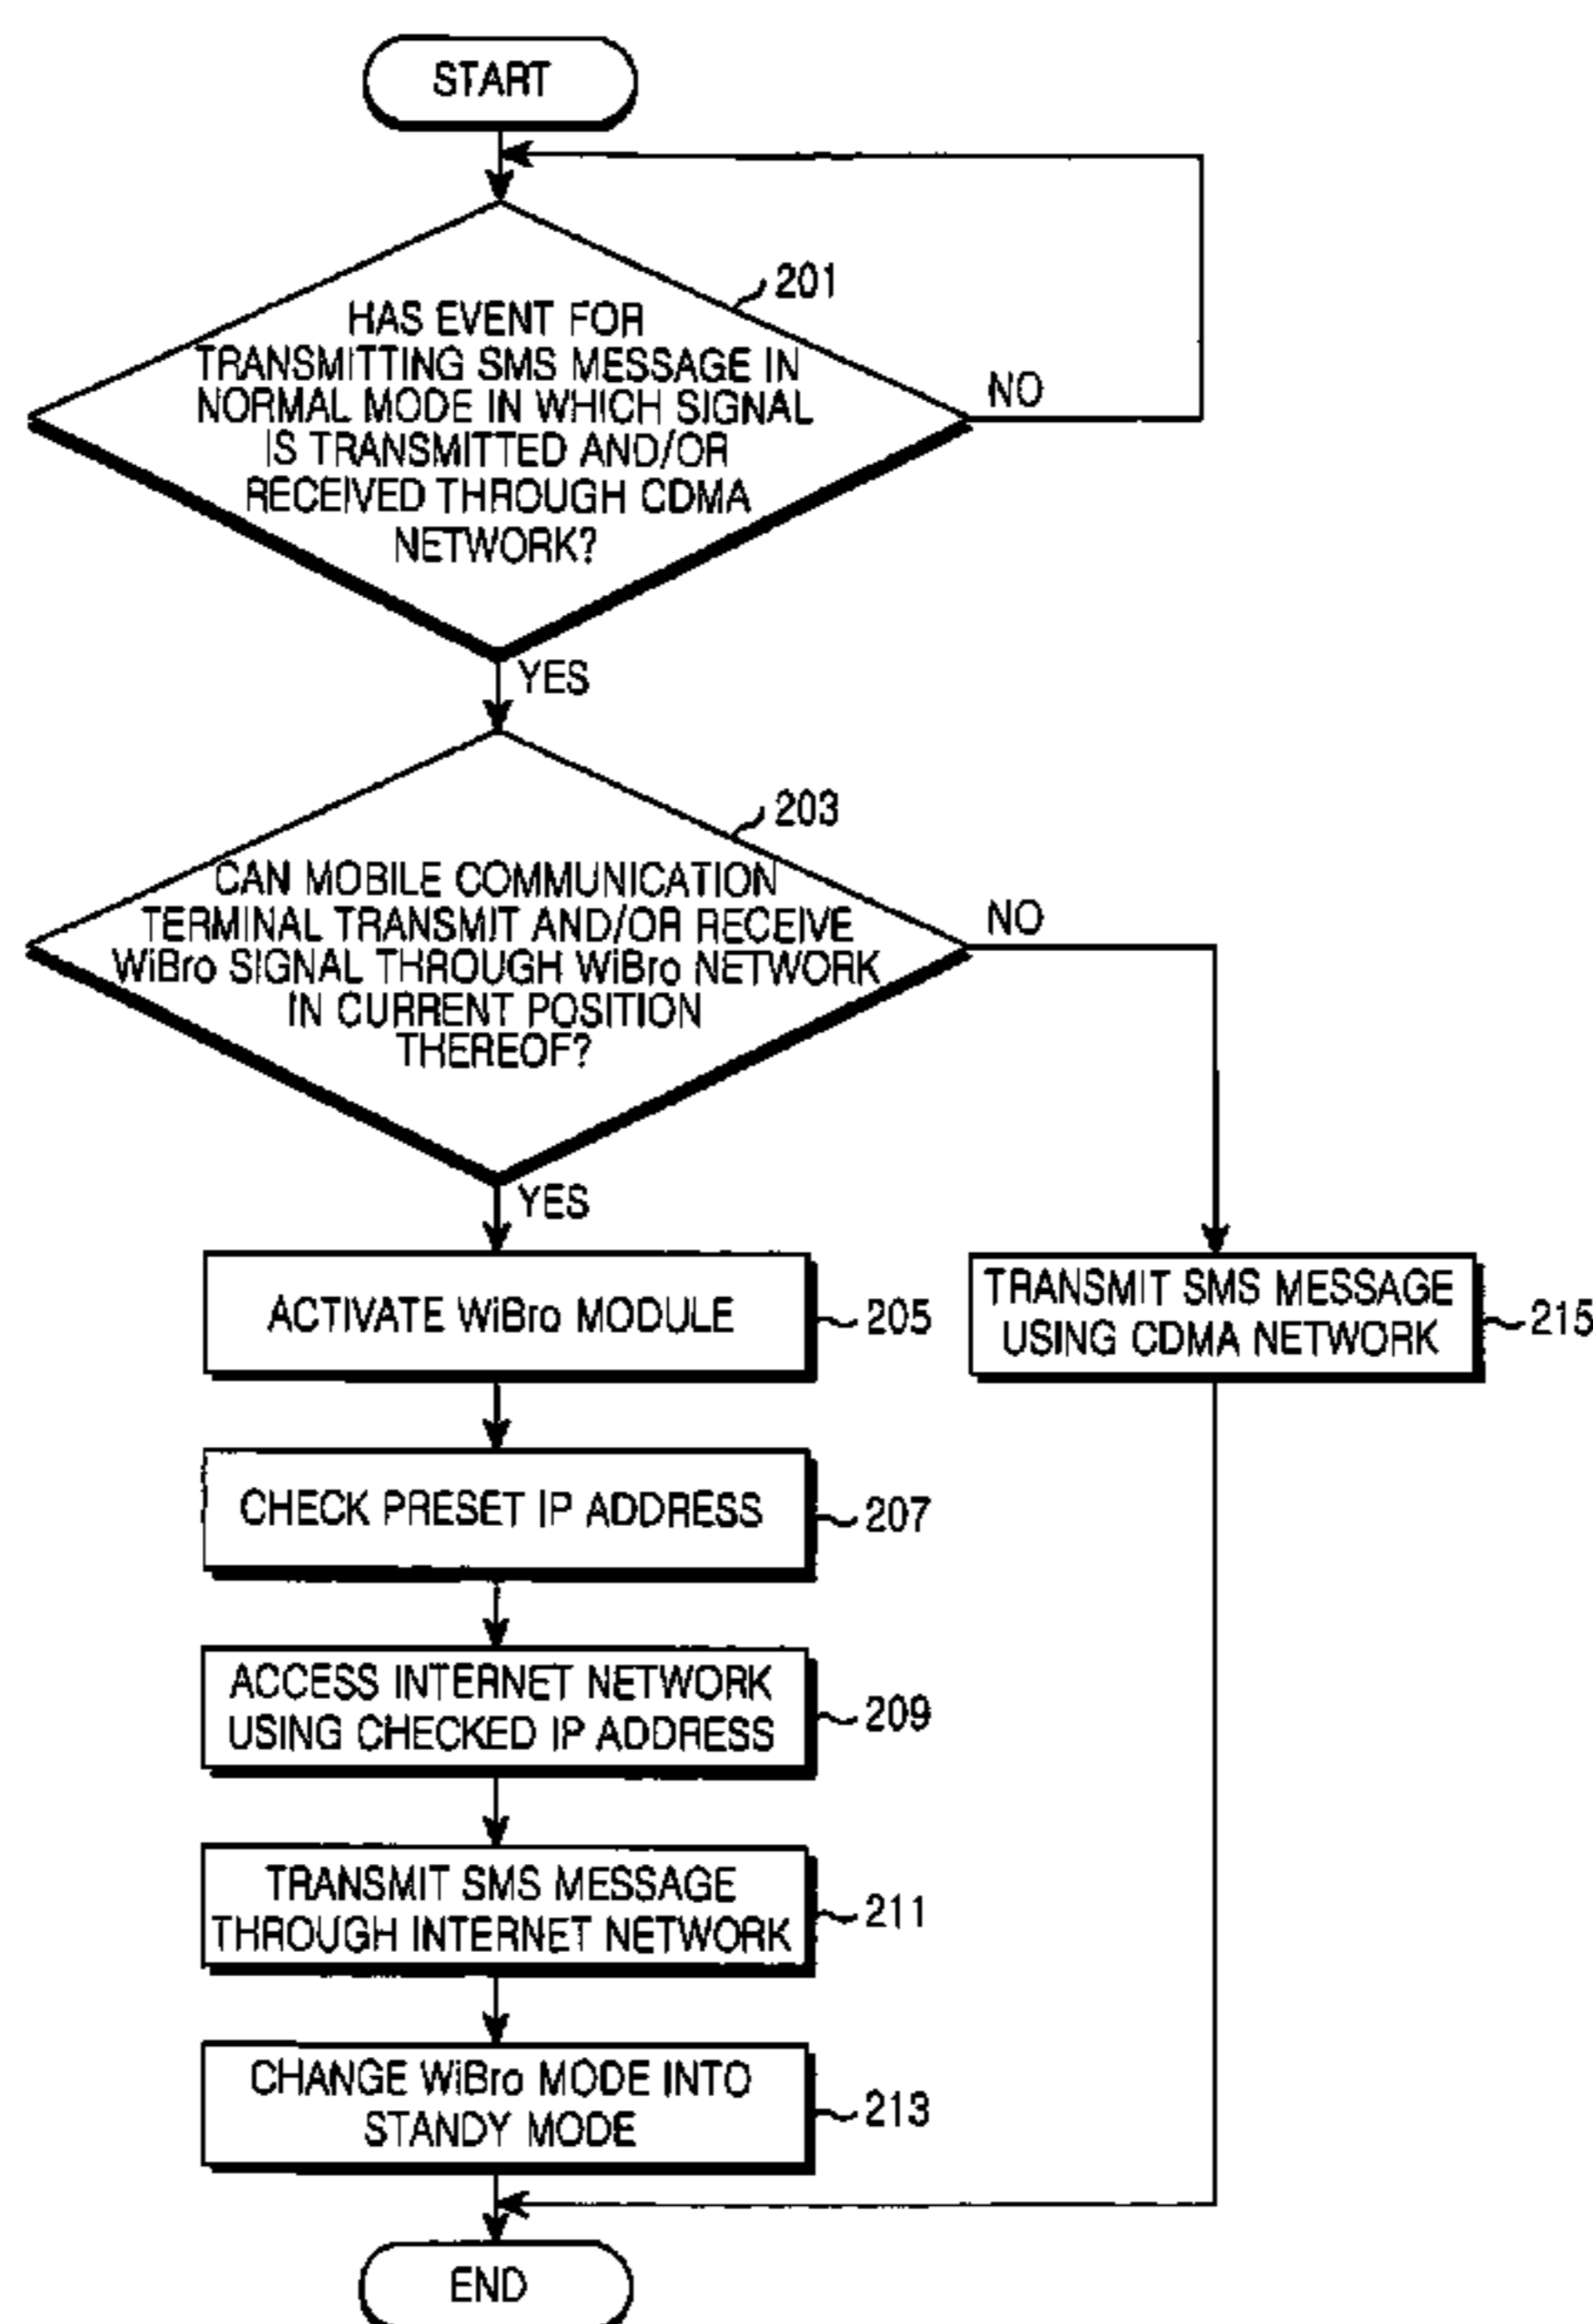 START
201
HAS EVENT FOR
TRANSMITTING SMS MESSAGE IN
NORMAL MODE IN WHICH SIGNAL
IS TRANSMITTED AND/OR
RECEIVED THROUGH CDMA
NETWORK?
NO
YES
203
CAN MOBILE COMMUNICATION
TERMINAL TRANSMIT AND/OR RECEIVE
WiBro SIGNAL THROUGH WiBro NETWORK
IN CURRENT POSITION
THEREOF?
NO
YES
ACTIVATE WiBro MODULE
205
TRANSMIT SMS MESSAGE
USING CDMA NETWORK
215
CHECK PRESET IP ADDRESS
207
ACCESS INTERNET NETWORK
USING CHECKED IP ADDRESS
209
TRANSMIT SMS MESSAGE
THROUGH INTERNET NETWORK
211
CHANGE WiBro MODE INTO
STANDY MODE
213
END